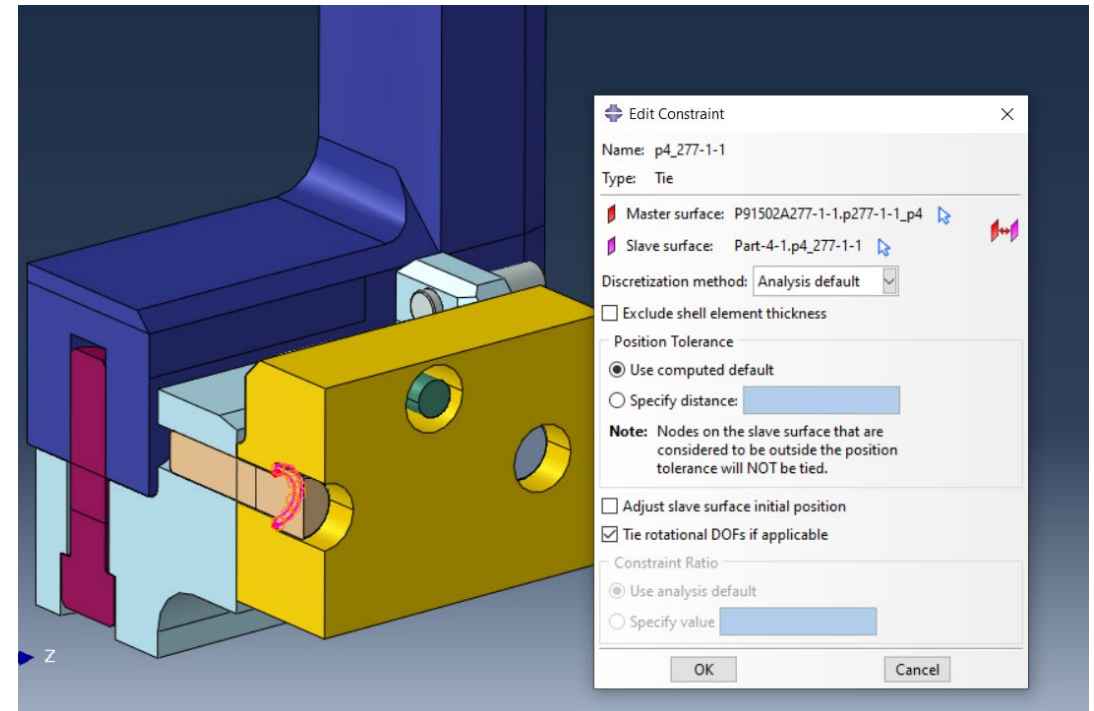 Edit Constraint
Name: p4_277-1-1
Type: Tie
Master surface: P91502A277-1-1.p277-1-1_p4
Slave surface: Part-4-1.p4_277-1-1
Discretization method: Analysis default
Exclude shell element thickness
Position Tolerance
Use computed default
Specify distance:
Note: Nodes on the slave surface that are
considered to be outside the position
tolerance will NOT be tied.
Adjust slave surface initial position
Tie rotational DOFs if applicable
Constraint Ratio
Use analysis default
Specify value
OK Cancel
Z